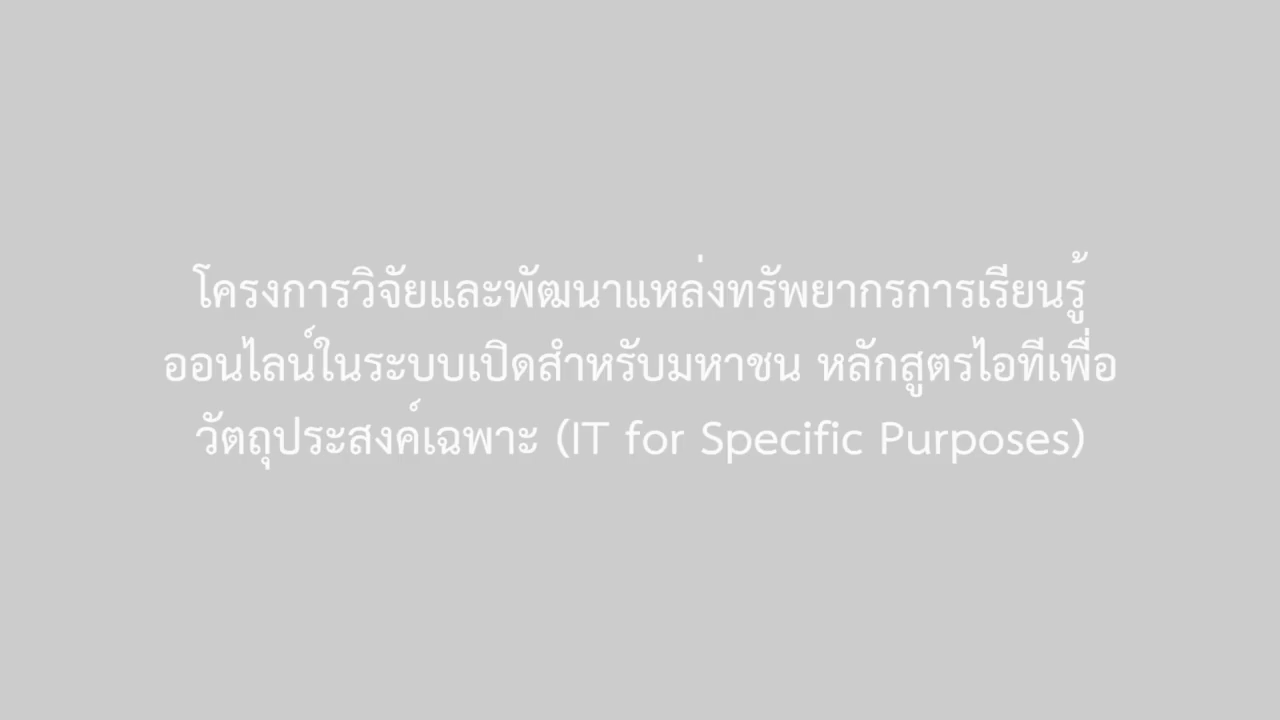 โครงการวิจัยและพัฒนาแหล่งทรัพยากรการเรียนรู้
ออนไลน์ในระบบเปิดสำหรับมหาชน หลักสูตรไอทีเพื่อ
วัตถุประสงค์เฉพาะ (IT for Specific Purposes)